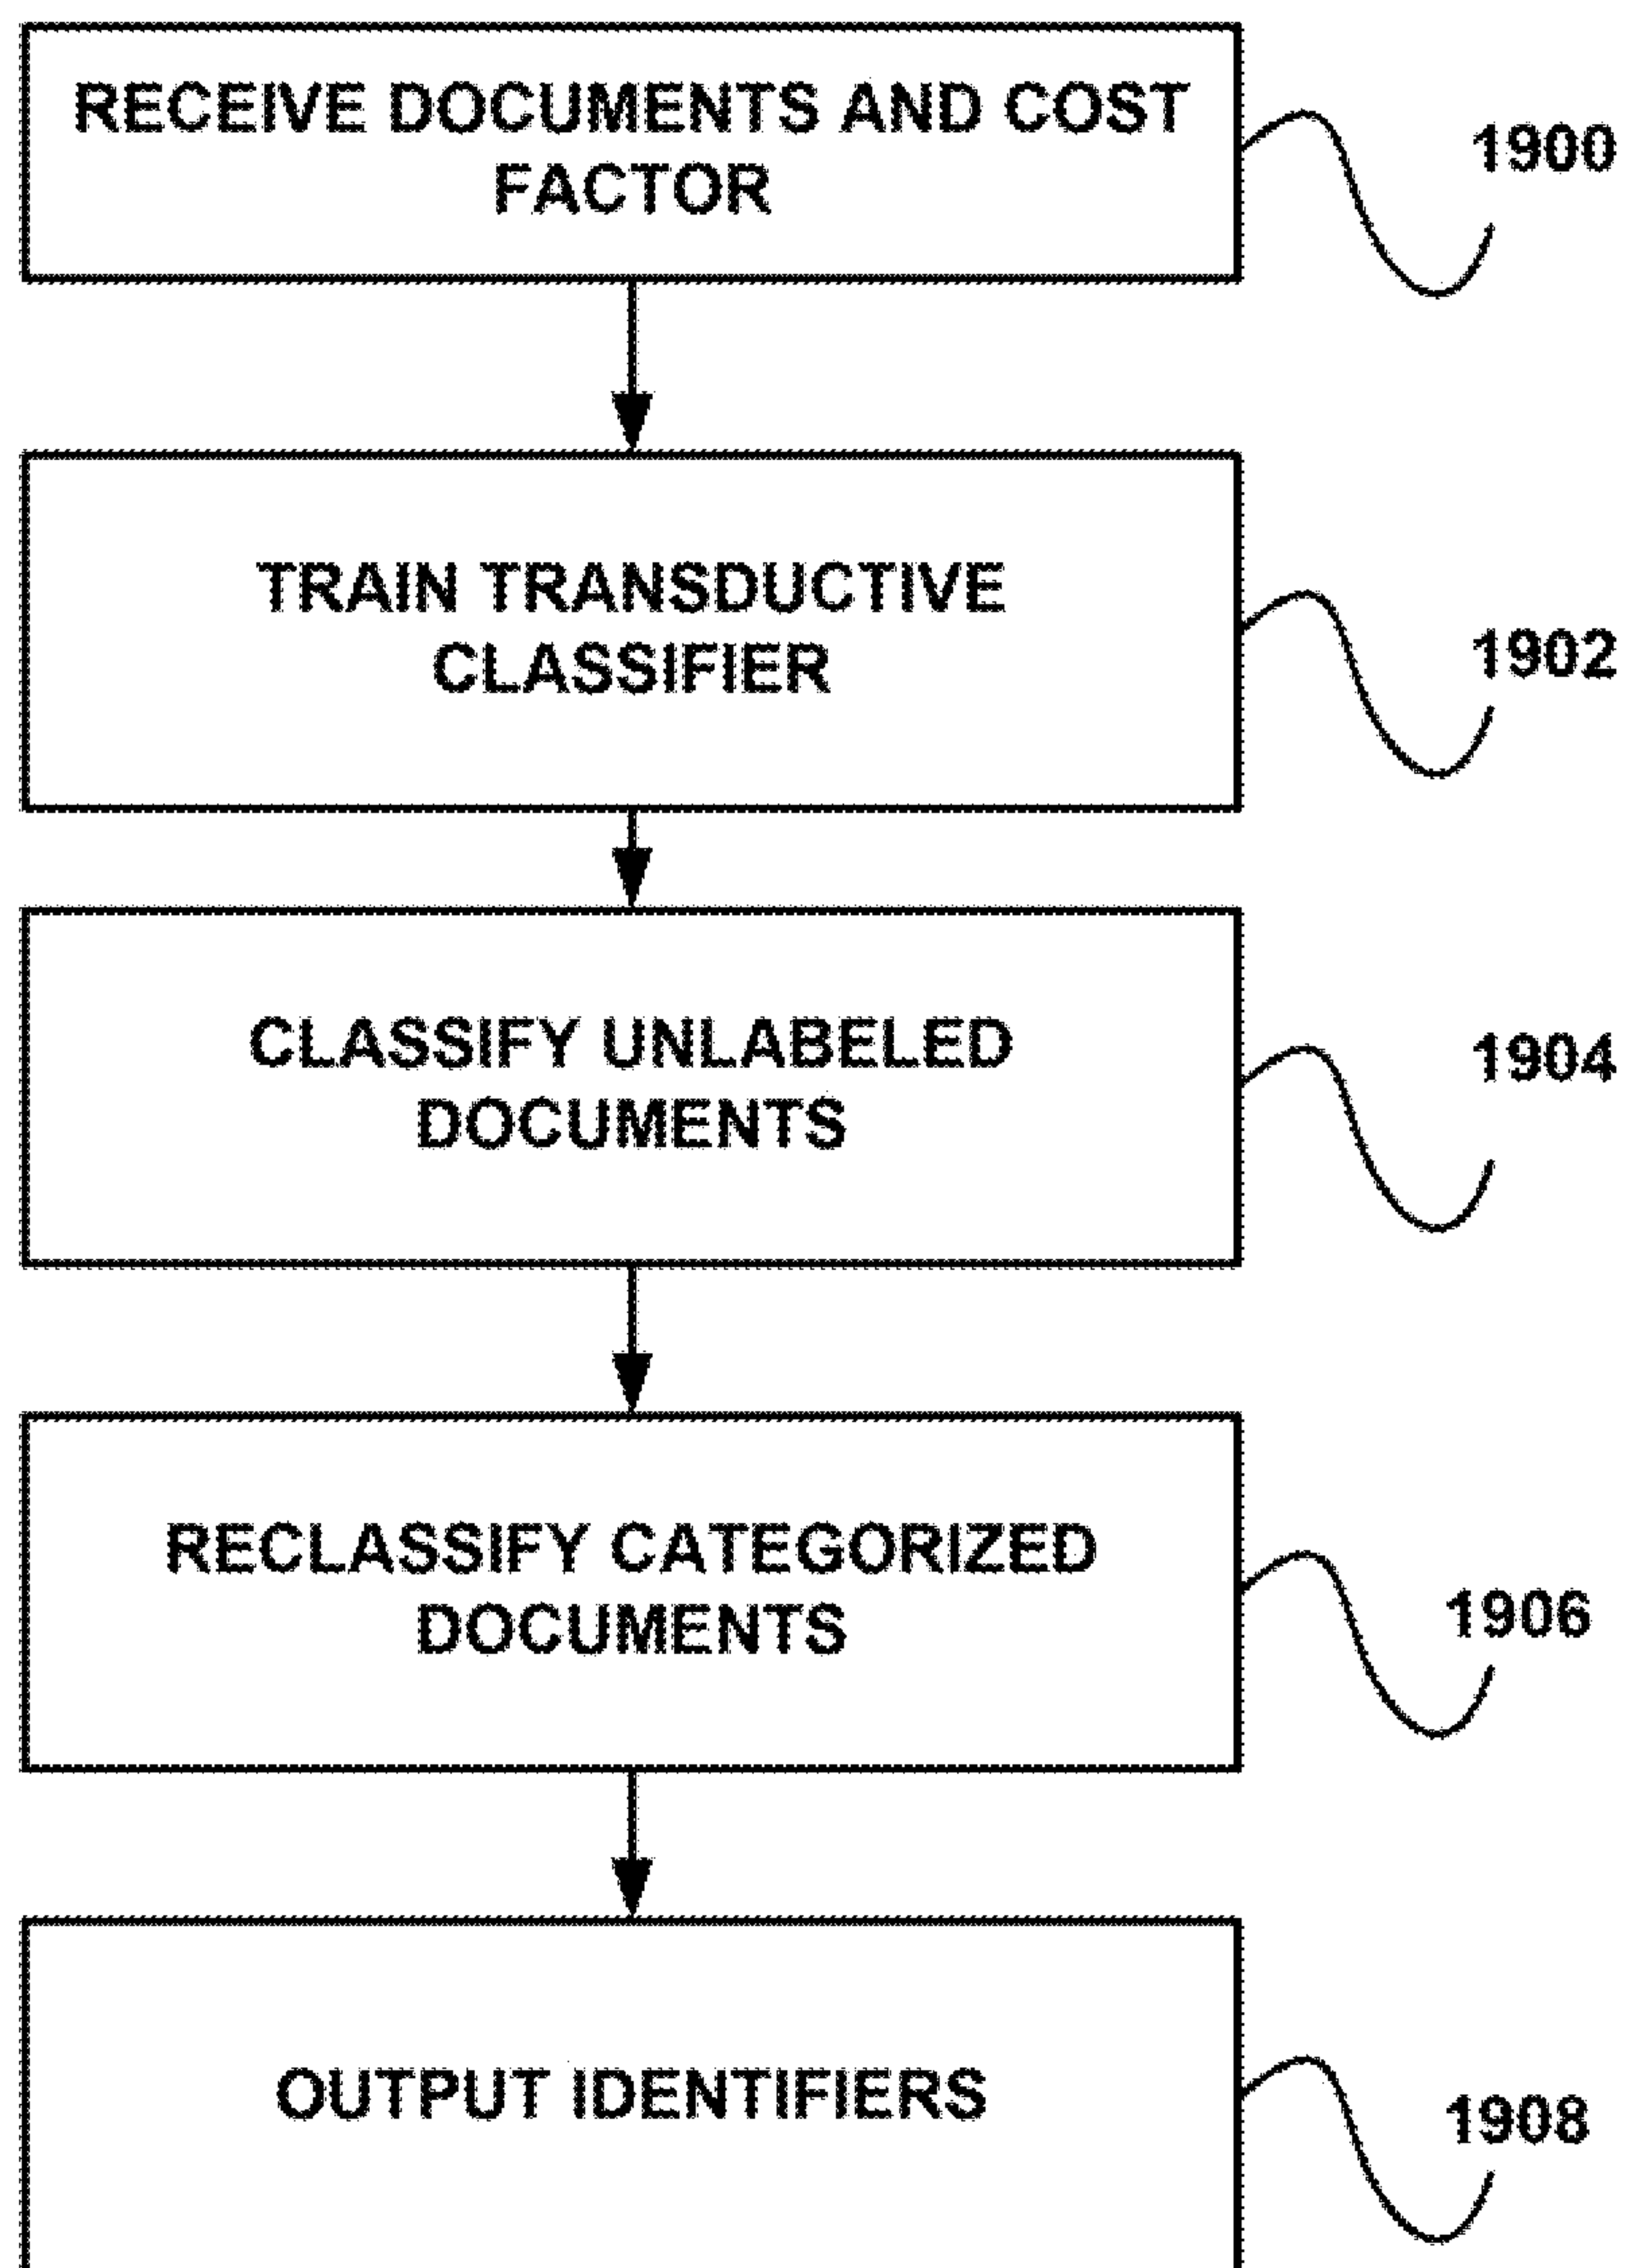 RECEIVE DOCUMENTS AND COST
FACTOR
1900
TRAIN TRANSDUCTIVE
CLASSIFIER
1902
CLASSIFY UNLABELED
DOCUMENTS
1904
RECLASSIFY CATEGORIZED
DOCUMENTS
1906
OUTPUT IDENTIFIERS
1908